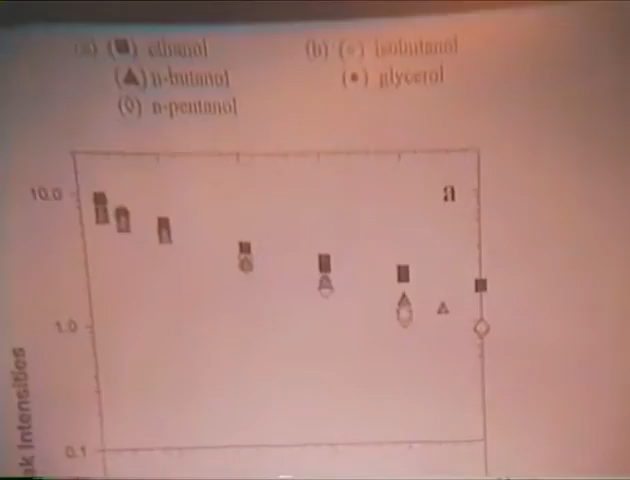 (a) (■) ethanol (b) (○) isobutanol
(▲) n-butanol (●) glycerol
(◊) n-pentanol
10.0
a
1.0
0.1
Intensities